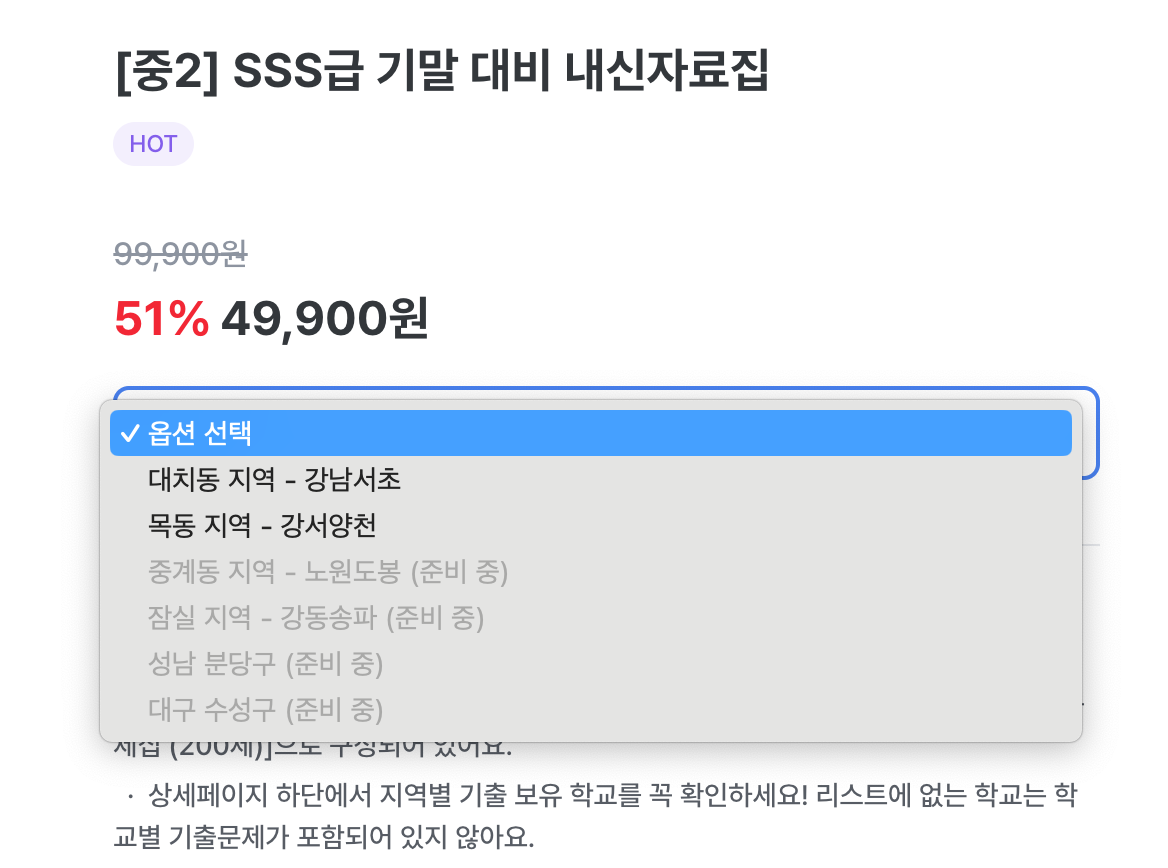 [중2] SSS급 기말 대비 내신자료집
HOT
99,900원
51% 49,900원
✓ 옵션 선택
대치동 지역 - 강남서초
목동 지역 - 강서양천
중계동 지역 - 노원도봉 (준비 중)
잠실 지역 - 강동송파 (준비 중)
성남 분당구 (준비 중)
대구 수성구 (준비 중)
(200제)]으로 구성되어 있어요.
· 상세페이지 하단에서 지역별 기출 보유 학교를 꼭 확인하세요! 리스트에 없는 학교는 학
교별 기출문제가 포함되어 있지 않아요.